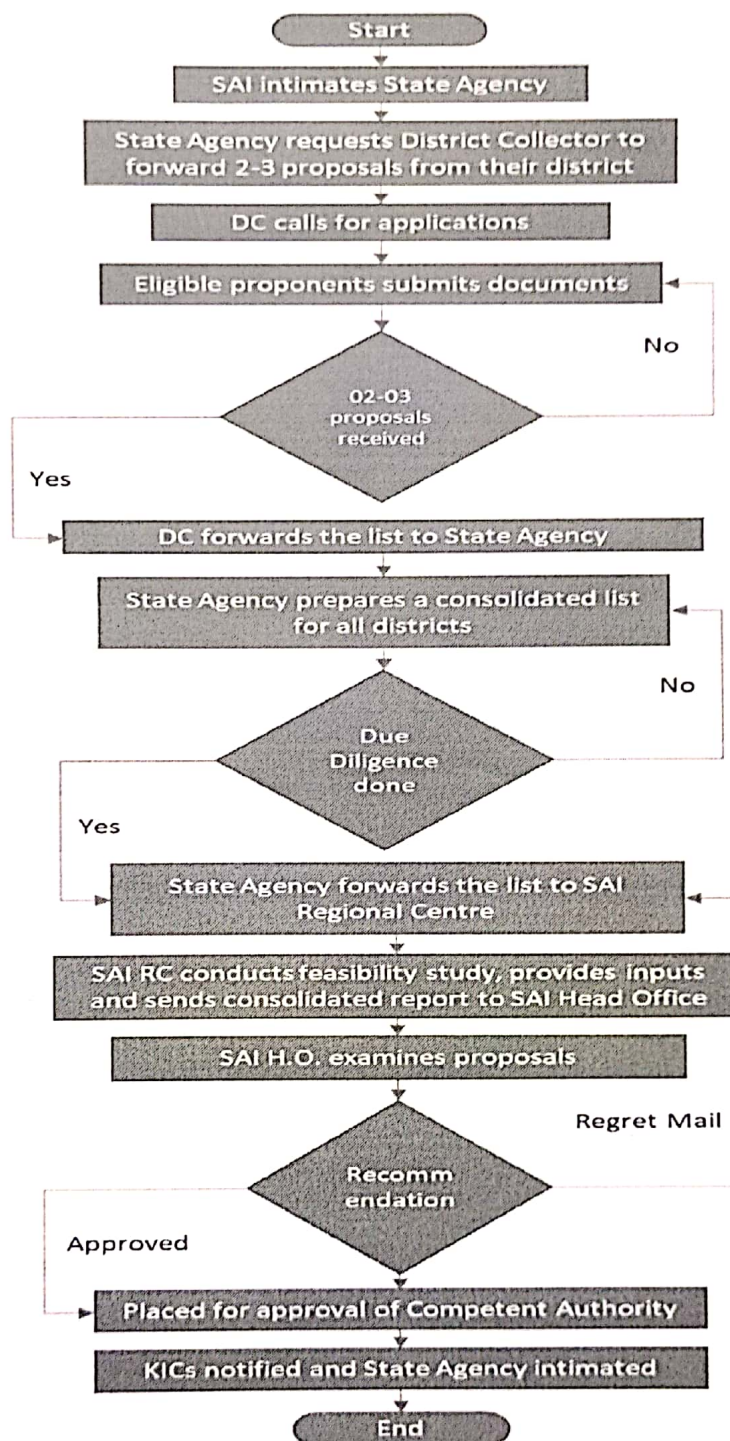 Start
SAI intimates State Agency
State Agency requests District Collector to
forward 2-3 proposals from their district
DC calls for applications
Eligible proponents submits documents
No
02-03
proposals
received
Yes
DC forwards the list to State Agency
State Agency prepares a consolidated list
for all districts
No
Due
Diligence
done
Yes
State Agency forwards the list to SAI
Regional Centre
SAI RC conducts feasibility study, provides inputs
and sends consolidated report to SAI Head Office
SAI H.O. examines proposals
Regret Mail
Recomm
endation
Approved
Placed for approval of Competent Authority
KICs notified and State Agency intimated
End